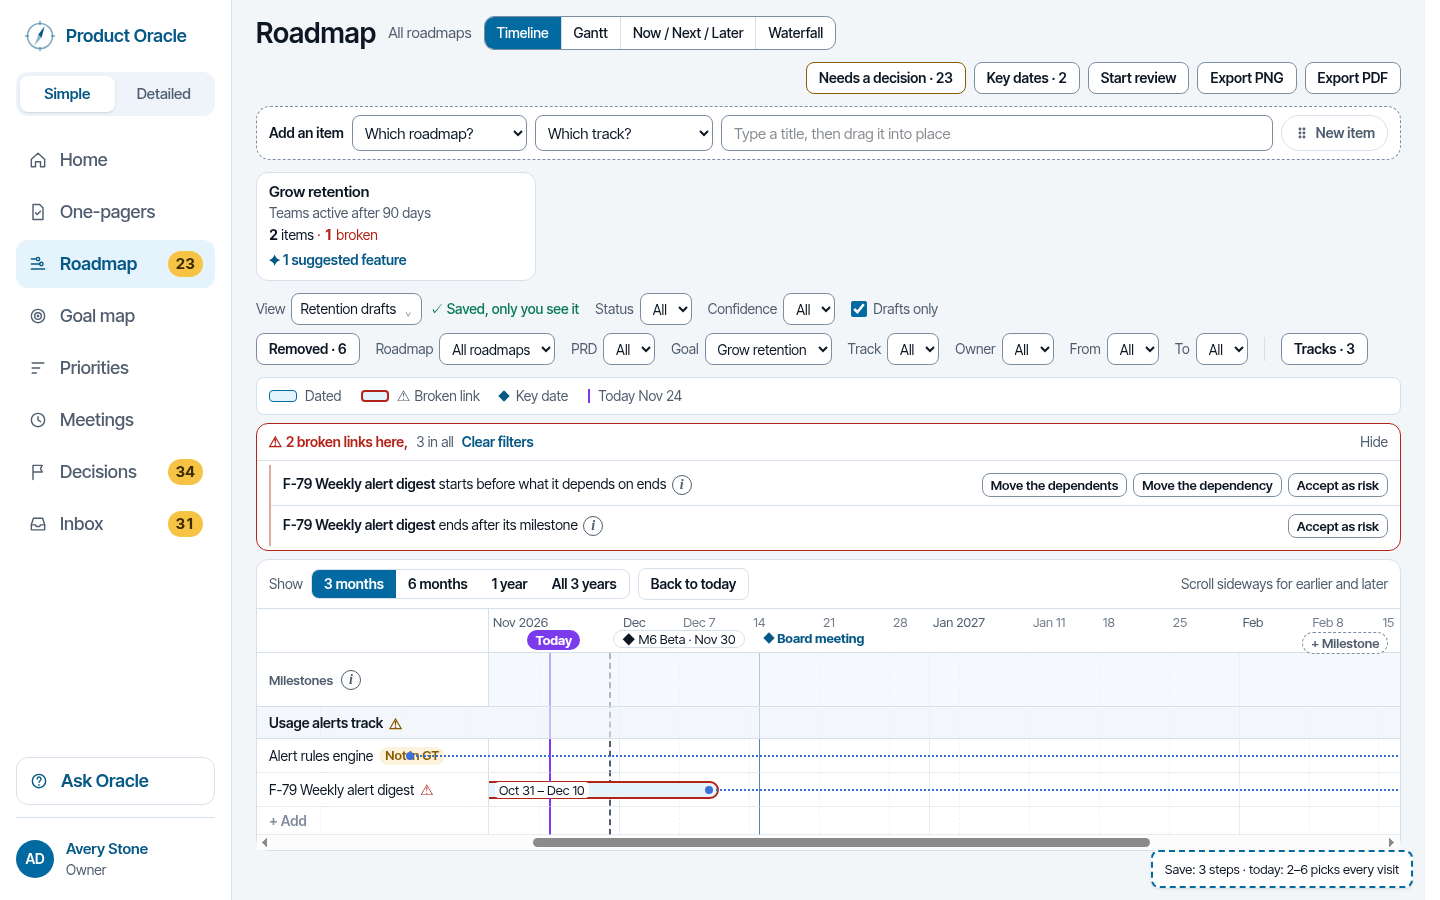 Product Oracle
Simple Detailed
Home
One-pagers
Roadmap 23
Goal map
Priorities
Meetings
Decisions 34
Inbox 31
Ask Oracle
AD
Avery Stone
Owner
Roadmap All roadmaps Timeline Gantt Now / Next / Later Waterfall
Needs a decision · 23 Key dates · 2 Start review Export PNG Export PDF
Add an item Which roadmap? Which track? Type a title, then drag it into place New item
Grow retention
Teams active after 90 days
2 items · 1 broken
1 suggested feature
View Retention drafts ✓ Saved, only you see it Status All Confidence All Drafts only
Removed · 6 Roadmap All roadmaps PRD All Goal Grow retention Track All Owner All From All To All Tracks · 3
Dated ⚠ Broken link ◆ Key date Today Nov 24
⚠ 2 broken links here, 3 in all Clear filters Hide
F-79 Weekly alert digest starts before what it depends on ends i Move the dependents Move the dependency Accept as risk
F-79 Weekly alert digest ends after its milestone i Accept as risk
Show 3 months 6 months 1 year All 3 years Back to today Scroll sideways for earlier and later
Nov 2026 Dec Dec 7 14 21 28 Jan 2027 Jan 11 18 25 Feb Feb 8 15
Today ◆ M6 Beta · Nov 30 ◆ Board meeting + Milestone
Milestones i
Usage alerts track ⚠
Alert rules engine
F-79 Weekly alert digest ⚠ Oct 31 – Dec 10
+ Add
Save: 3 steps · today: 2–6 picks every visit